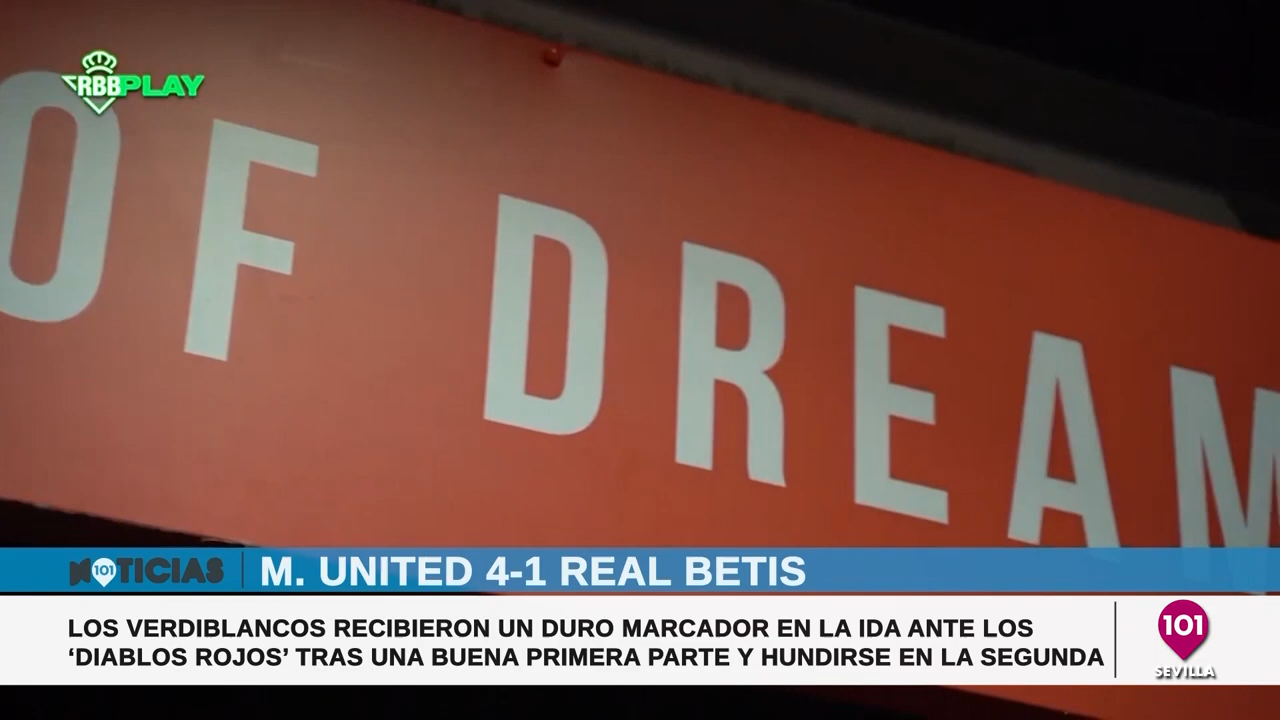 RBBPLAY
OF DREAM
NOTICIAS
101
M. UNITED 4-1 REAL BETIS
LOS VERDIBLANCOS RECIBIERON UN DURO MARCADOR EN LA IDA ANTE LOS
‘DIABLOS ROJOS’ TRAS UNA BUENA PRIMERA PARTE Y HUNDIRSE EN LA SEGUNDA
101
SEVILLA